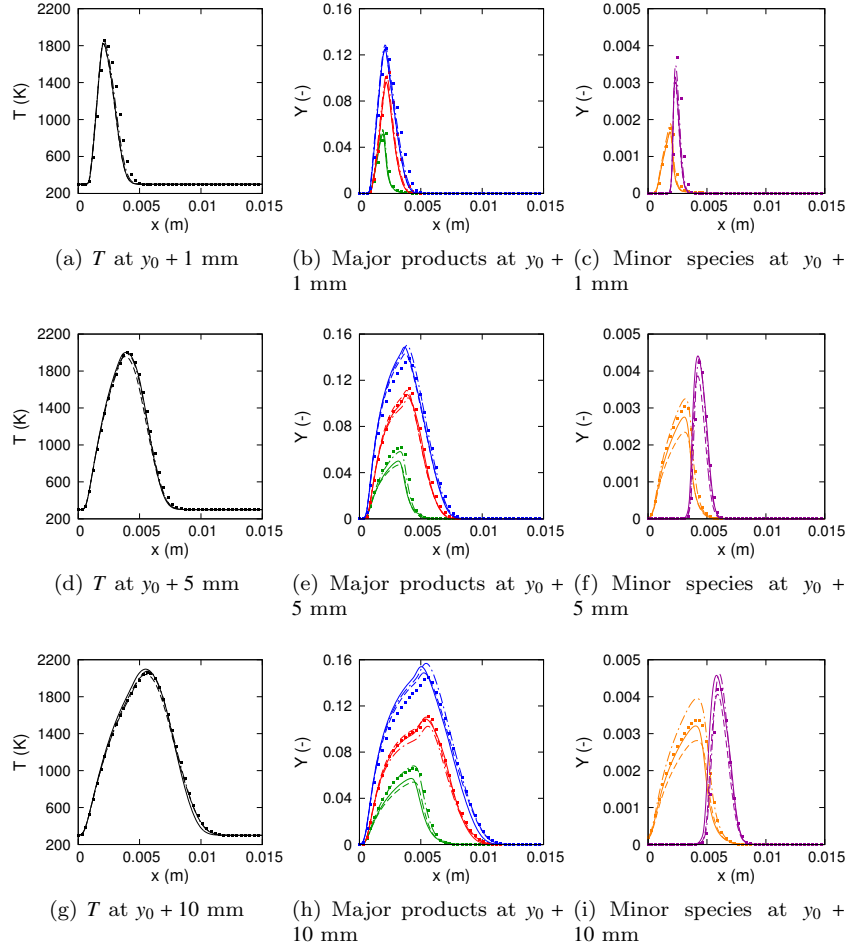 2200
1800
1400
1000
600
200
T (K)
0 0.005 0.01 0.015
x (m)
(a) T at y0 + 1 mm
0.16
0.12
0.08
0.04
0
Y (-)
0 0.005 0.01 0.015
x (m)
(b) Major products at y0 +
1 mm
0.005
0.004
0.003
0.002
0.001
0
Y (-)
0 0.005 0.01 0.015
x (m)
(c) Minor species at y0 +
1 mm
2200
1800
1400
1000
600
200
T (K)
0 0.005 0.01 0.015
x (m)
(d) T at y0 + 5 mm
0.16
0.12
0.08
0.04
0
Y (-)
0 0.005 0.01 0.015
x (m)
(e) Major products at y0 +
5 mm
0.005
0.004
0.003
0.002
0.001
0
Y (-)
0 0.005 0.01 0.015
x (m)
(f) Minor species at y0 +
5 mm
2200
1800
1400
1000
600
200
T (K)
0 0.005 0.01 0.015
x (m)
(g) T at y0 + 10 mm
0.16
0.12
0.08
0.04
0
Y (-)
0 0.005 0.01 0.015
x (m)
(h) Major products at y0 +
10 mm
0.005
0.004
0.003
0.002
0.001
0
Y (-)
0 0.005 0.01 0.015
x (m)
(i) Minor species at y0 +
10 mm